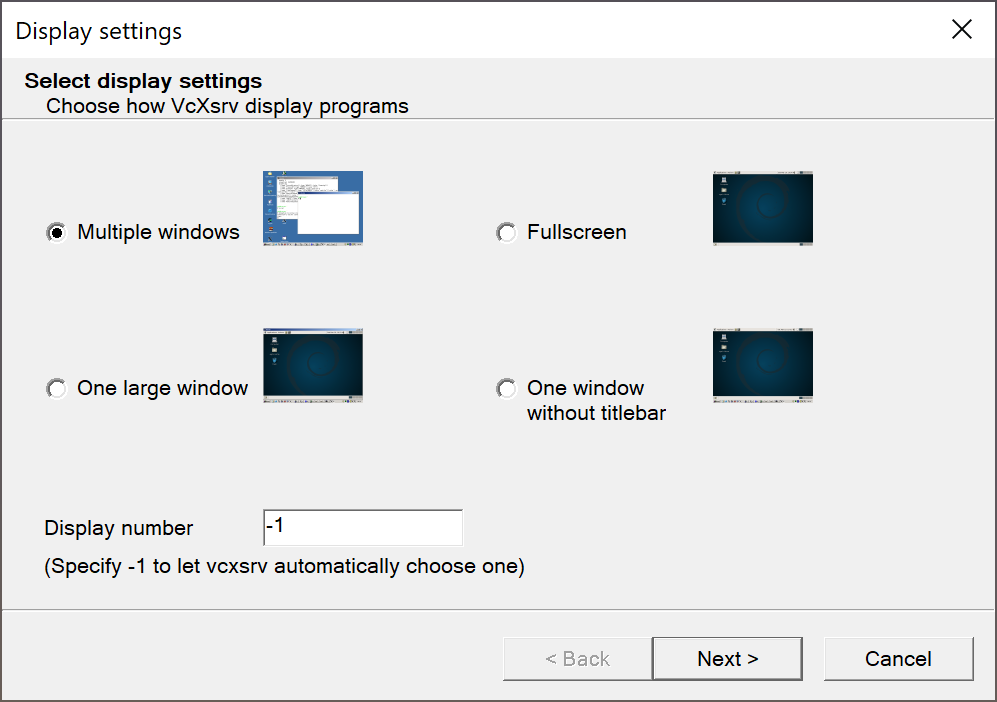 Display settings
Select display settings
Choose how VcXsrv display programs
Multiple windows
Fullscreen
One large window
One window
without titlebar
Display number
-1
(Specify -1 to let vcxsrv automatically choose one)
< Back
Next >
Cancel